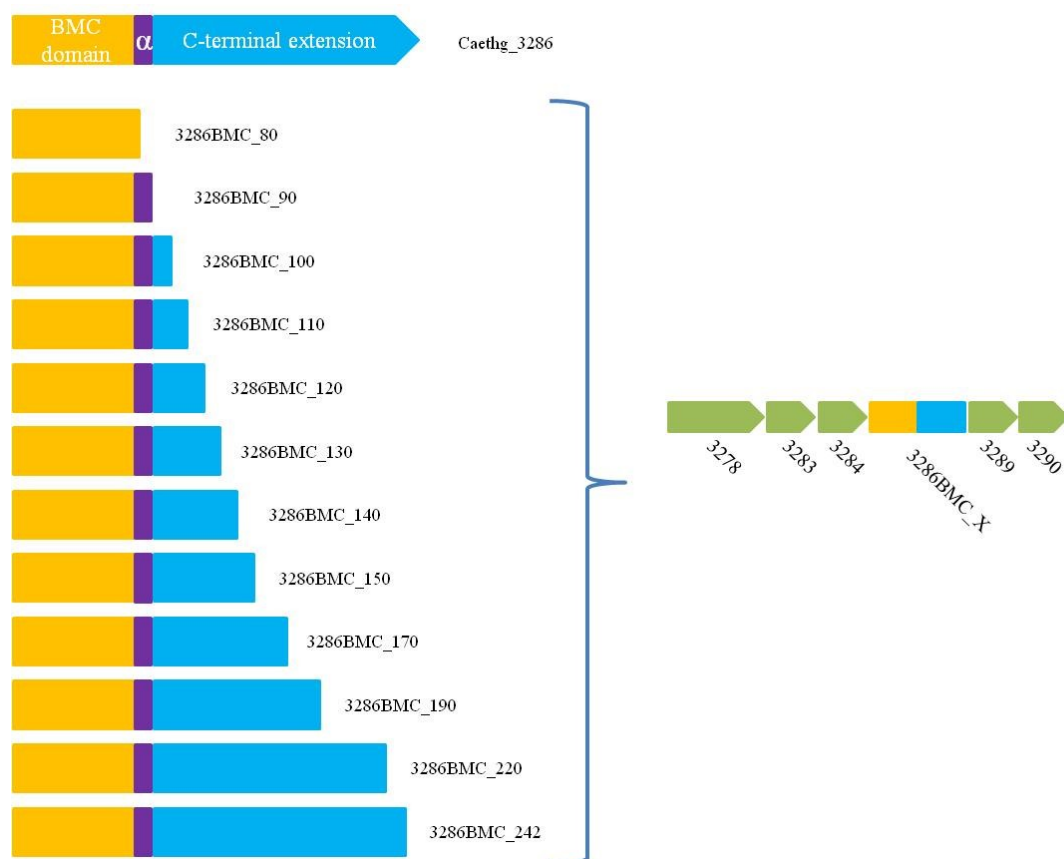 BMC
domain
α
C-terminal extension
Caethg_3286
3286BMC_80
3286BMC_90
3286BMC_100
3286BMC_110
3286BMC_120
3286BMC_130
3286BMC_140
3286BMC_150
3286BMC_170
3286BMC_190
3286BMC_220
3286BMC_242
3278
3283
3284
3286BMC_X
3289
3290